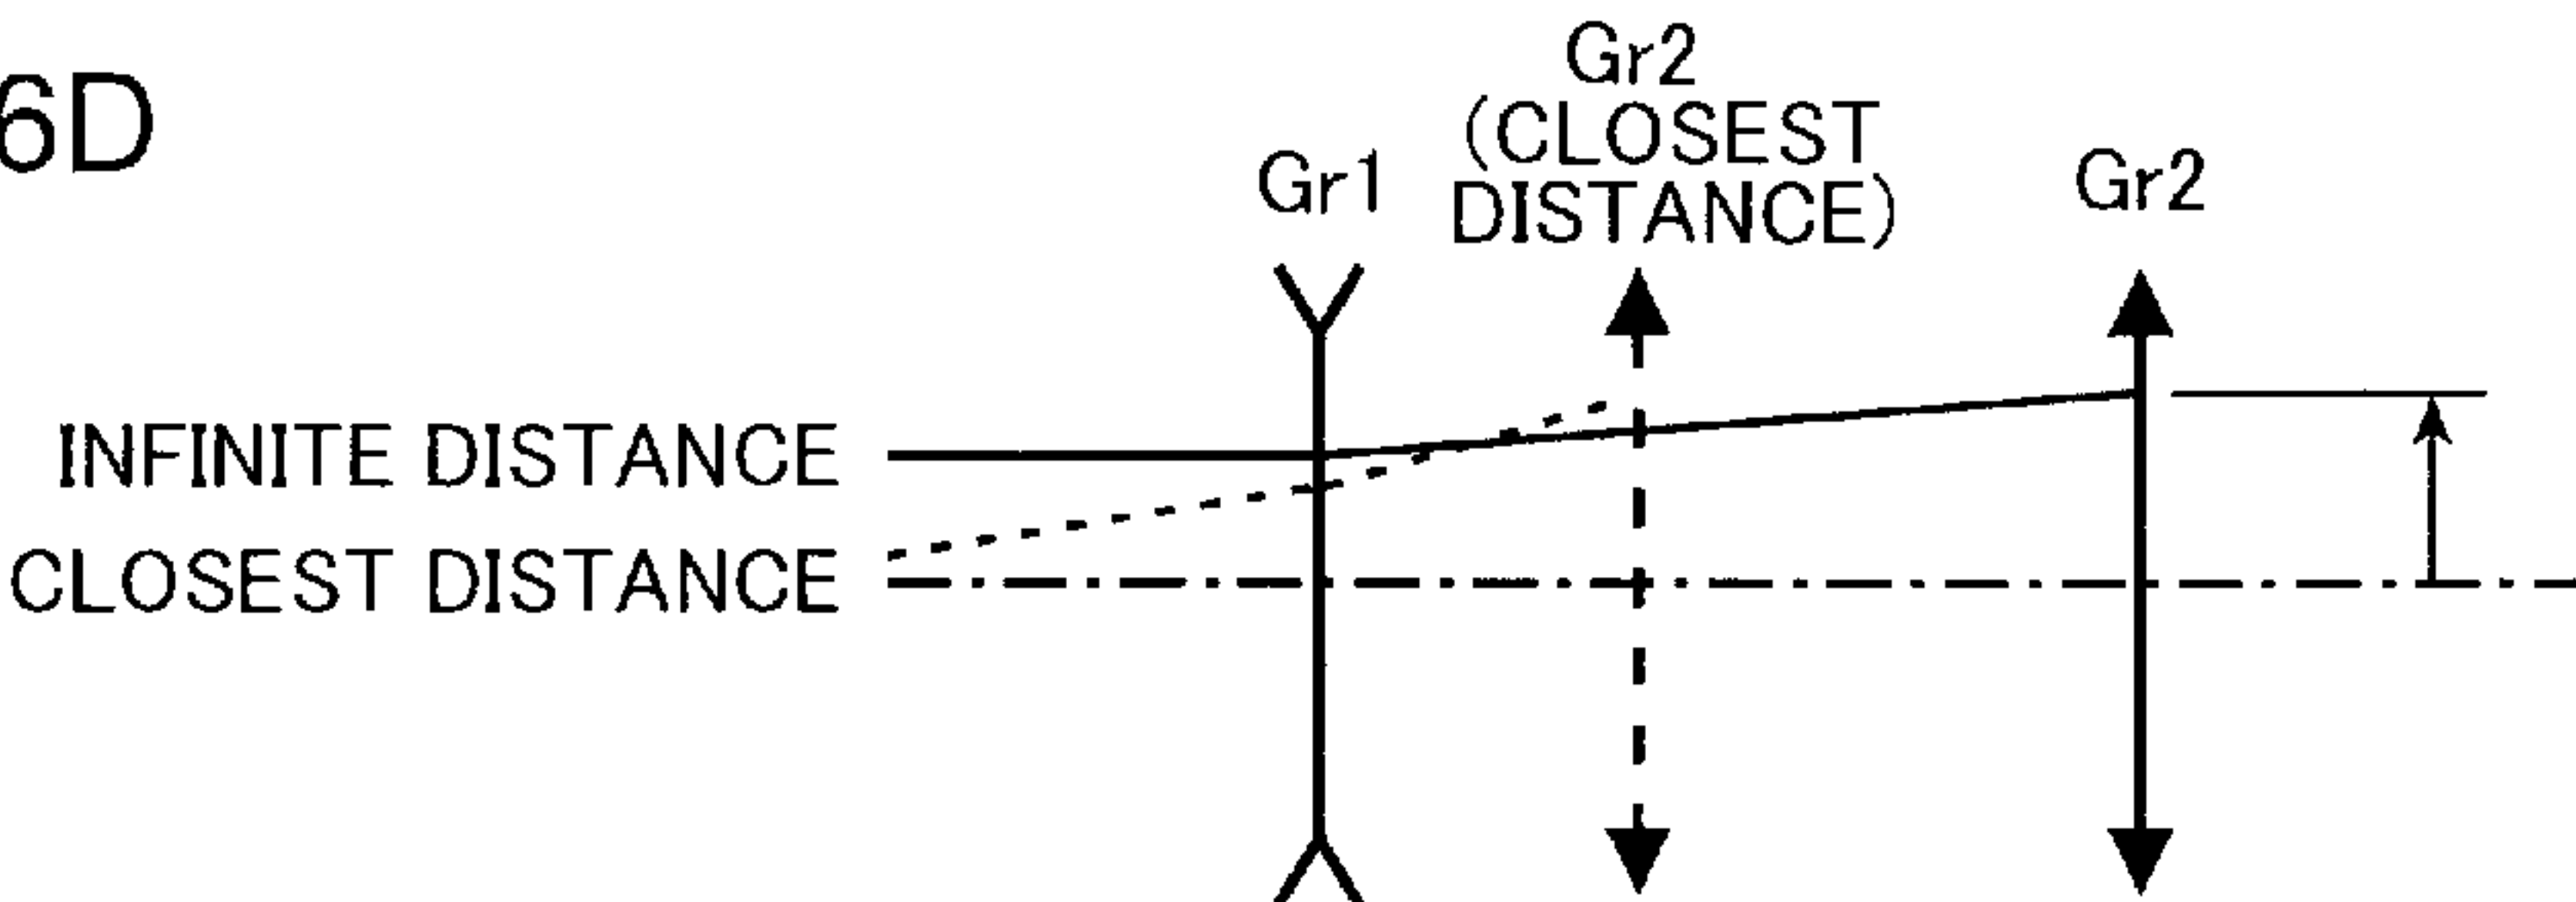 6D
Gr2
(CLOSEST
DISTANCE)
Gr1
Gr2
INFINITE DISTANCE
CLOSEST DISTANCE